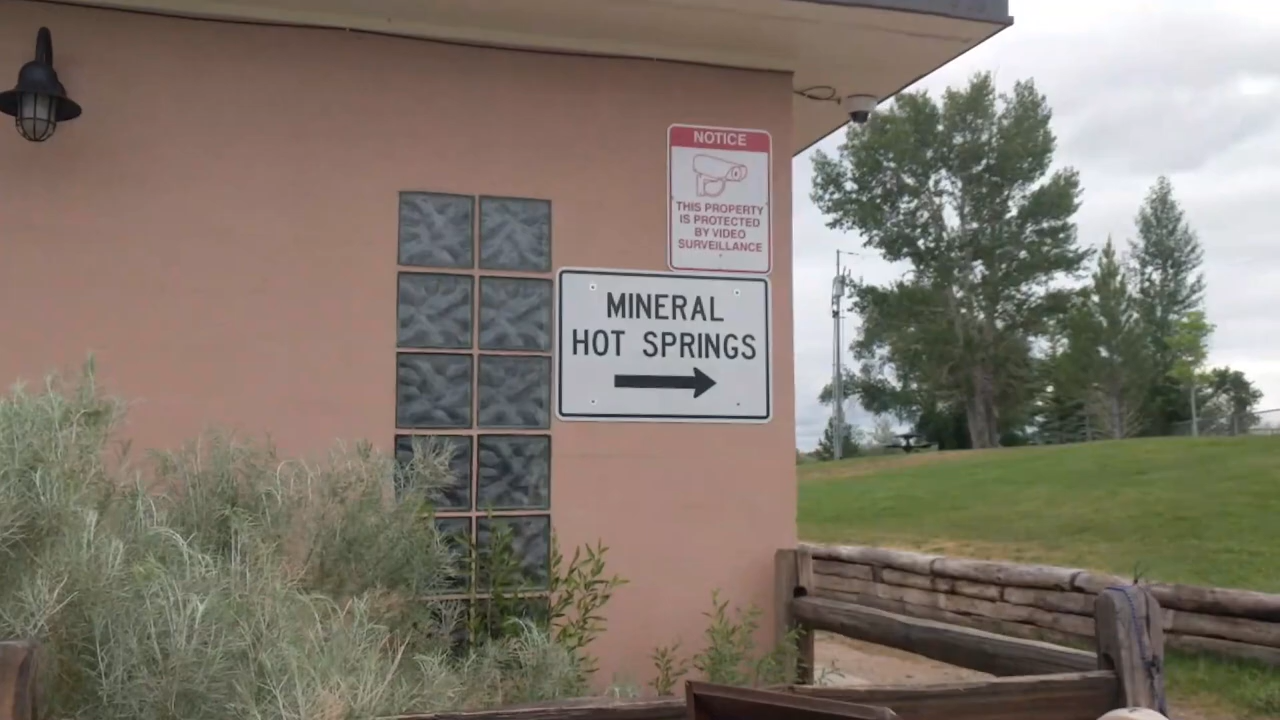 NOTICE
THIS PROPERTY
IS PROTECTED
BY VIDEO
SURVEILLANCE
MINERAL
HOT SPRINGS